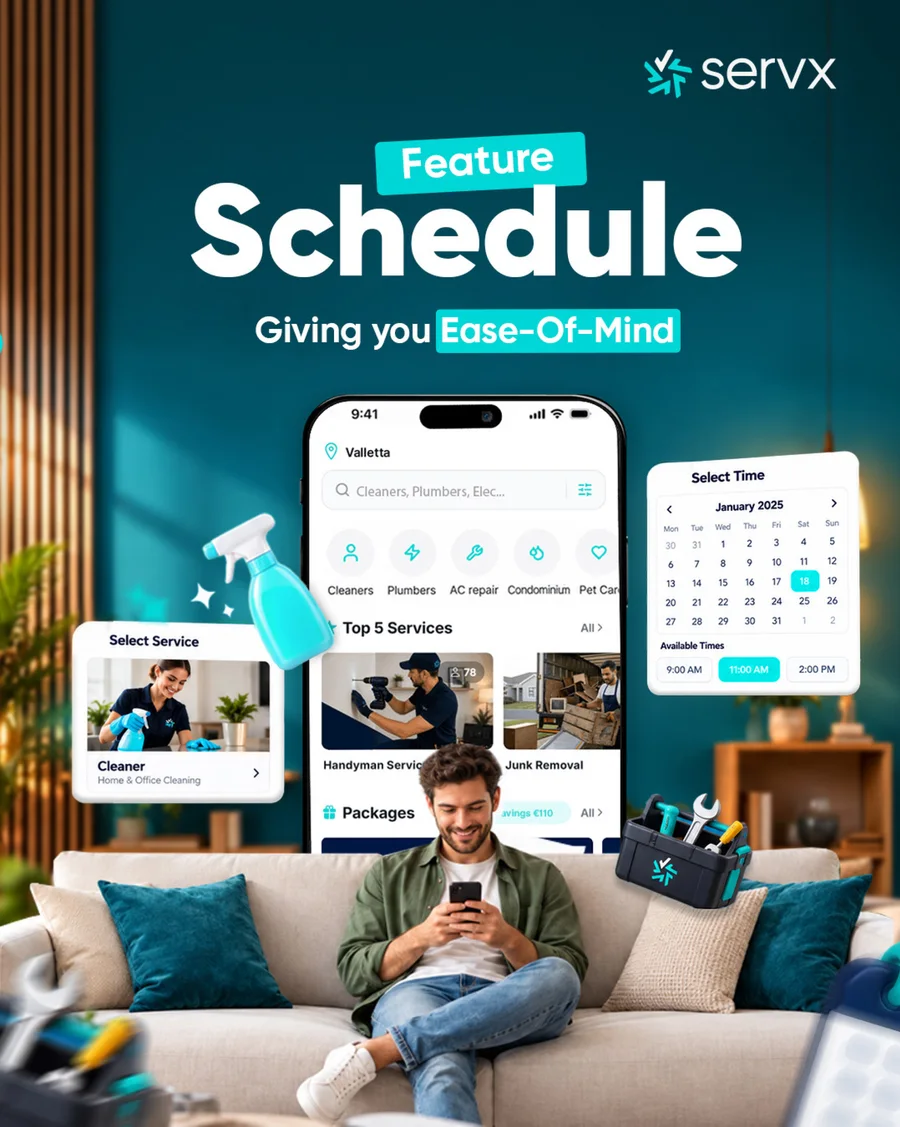 servx
Feature
Schedule
Giving you Ease-Of-Mind
9:41
Valletta
Cleaners, Plumbers, Elec...
Cleaners Plumbers AC repair Condominium Pet Car
Top 5 Services All >
78
Handyman Servic Junk Removal
Packages avings €110 All >
Select Service
Cleaner
Home & Office Cleaning >
Select Time
< January 2025 >
Mon Tue Wed Thu Fri Sat Sun
30 31 1 2 3 4 5
6 7 8 9 10 11 12
13 14 15 16 17 18 19
20 21 22 23 24 25 26
27 28 29 30 31 1 2
Available Times
9:00 AM 11:00 AM 2:00 PM